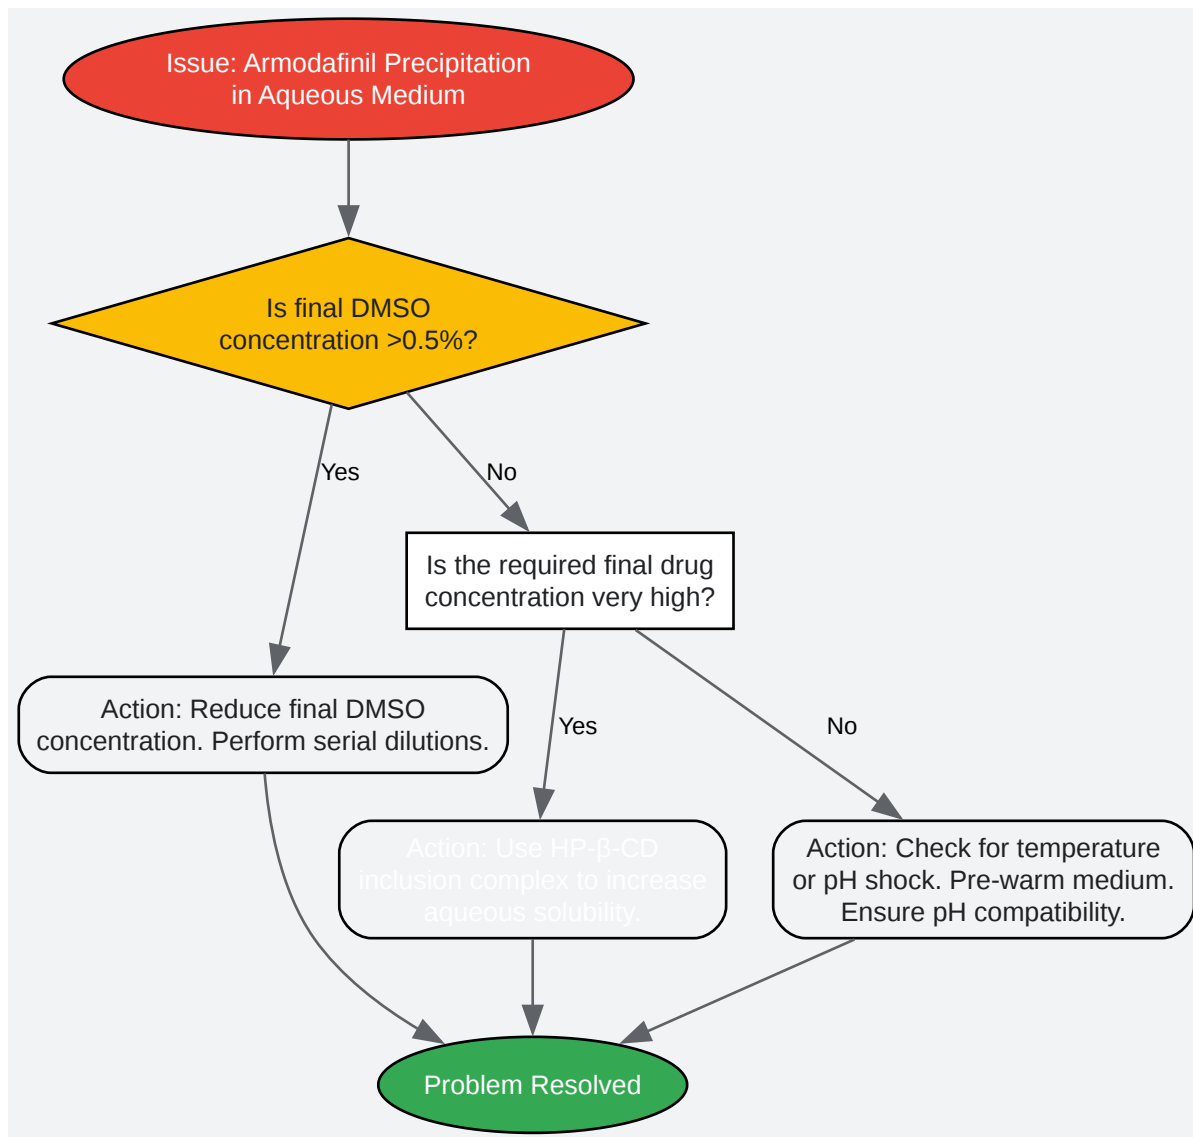 Issue: Armodafinil Precipitation
in Aqueous Medium
Is final DMSO
concentration >0.5%?
Yes
No
Is the required final drug
concentration very high?
Action: Reduce final DMSO
concentration. Perform serial dilutions.
Yes
No
Action: Use HP-β-CD
inclusion complex to increase
aqueous solubility.
Action: Check for temperature
or pH shock. Pre-warm medium.
Ensure pH compatibility.
Problem Resolved